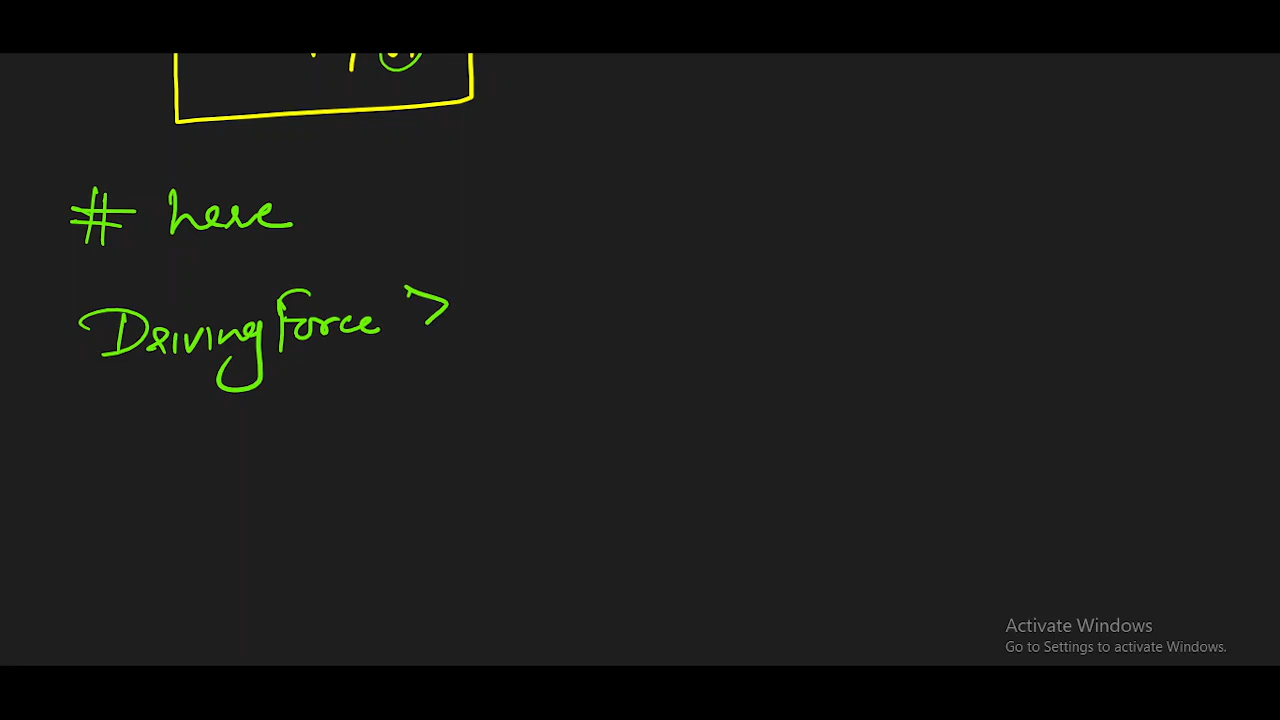 # here
Driving Force >
Activate Windows
Go to Settings to activate Windows.